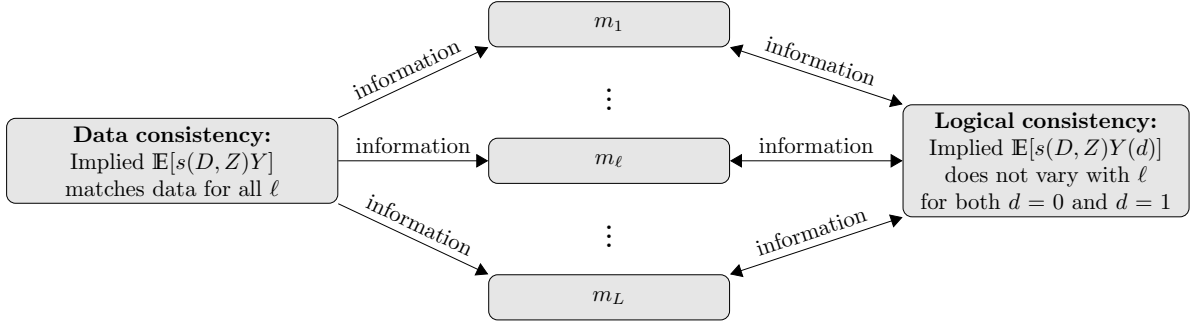 m_1
information
information
⋮
Data consistency:
Implied 𝔼[s(D, Z)Y]
matches data for all ℓ
information
m_ℓ
information
Logical consistency:
Implied 𝔼[s(D, Z)Y(d)]
does not vary with ℓ
for both d = 0 and d = 1
information
⋮
information
m_L